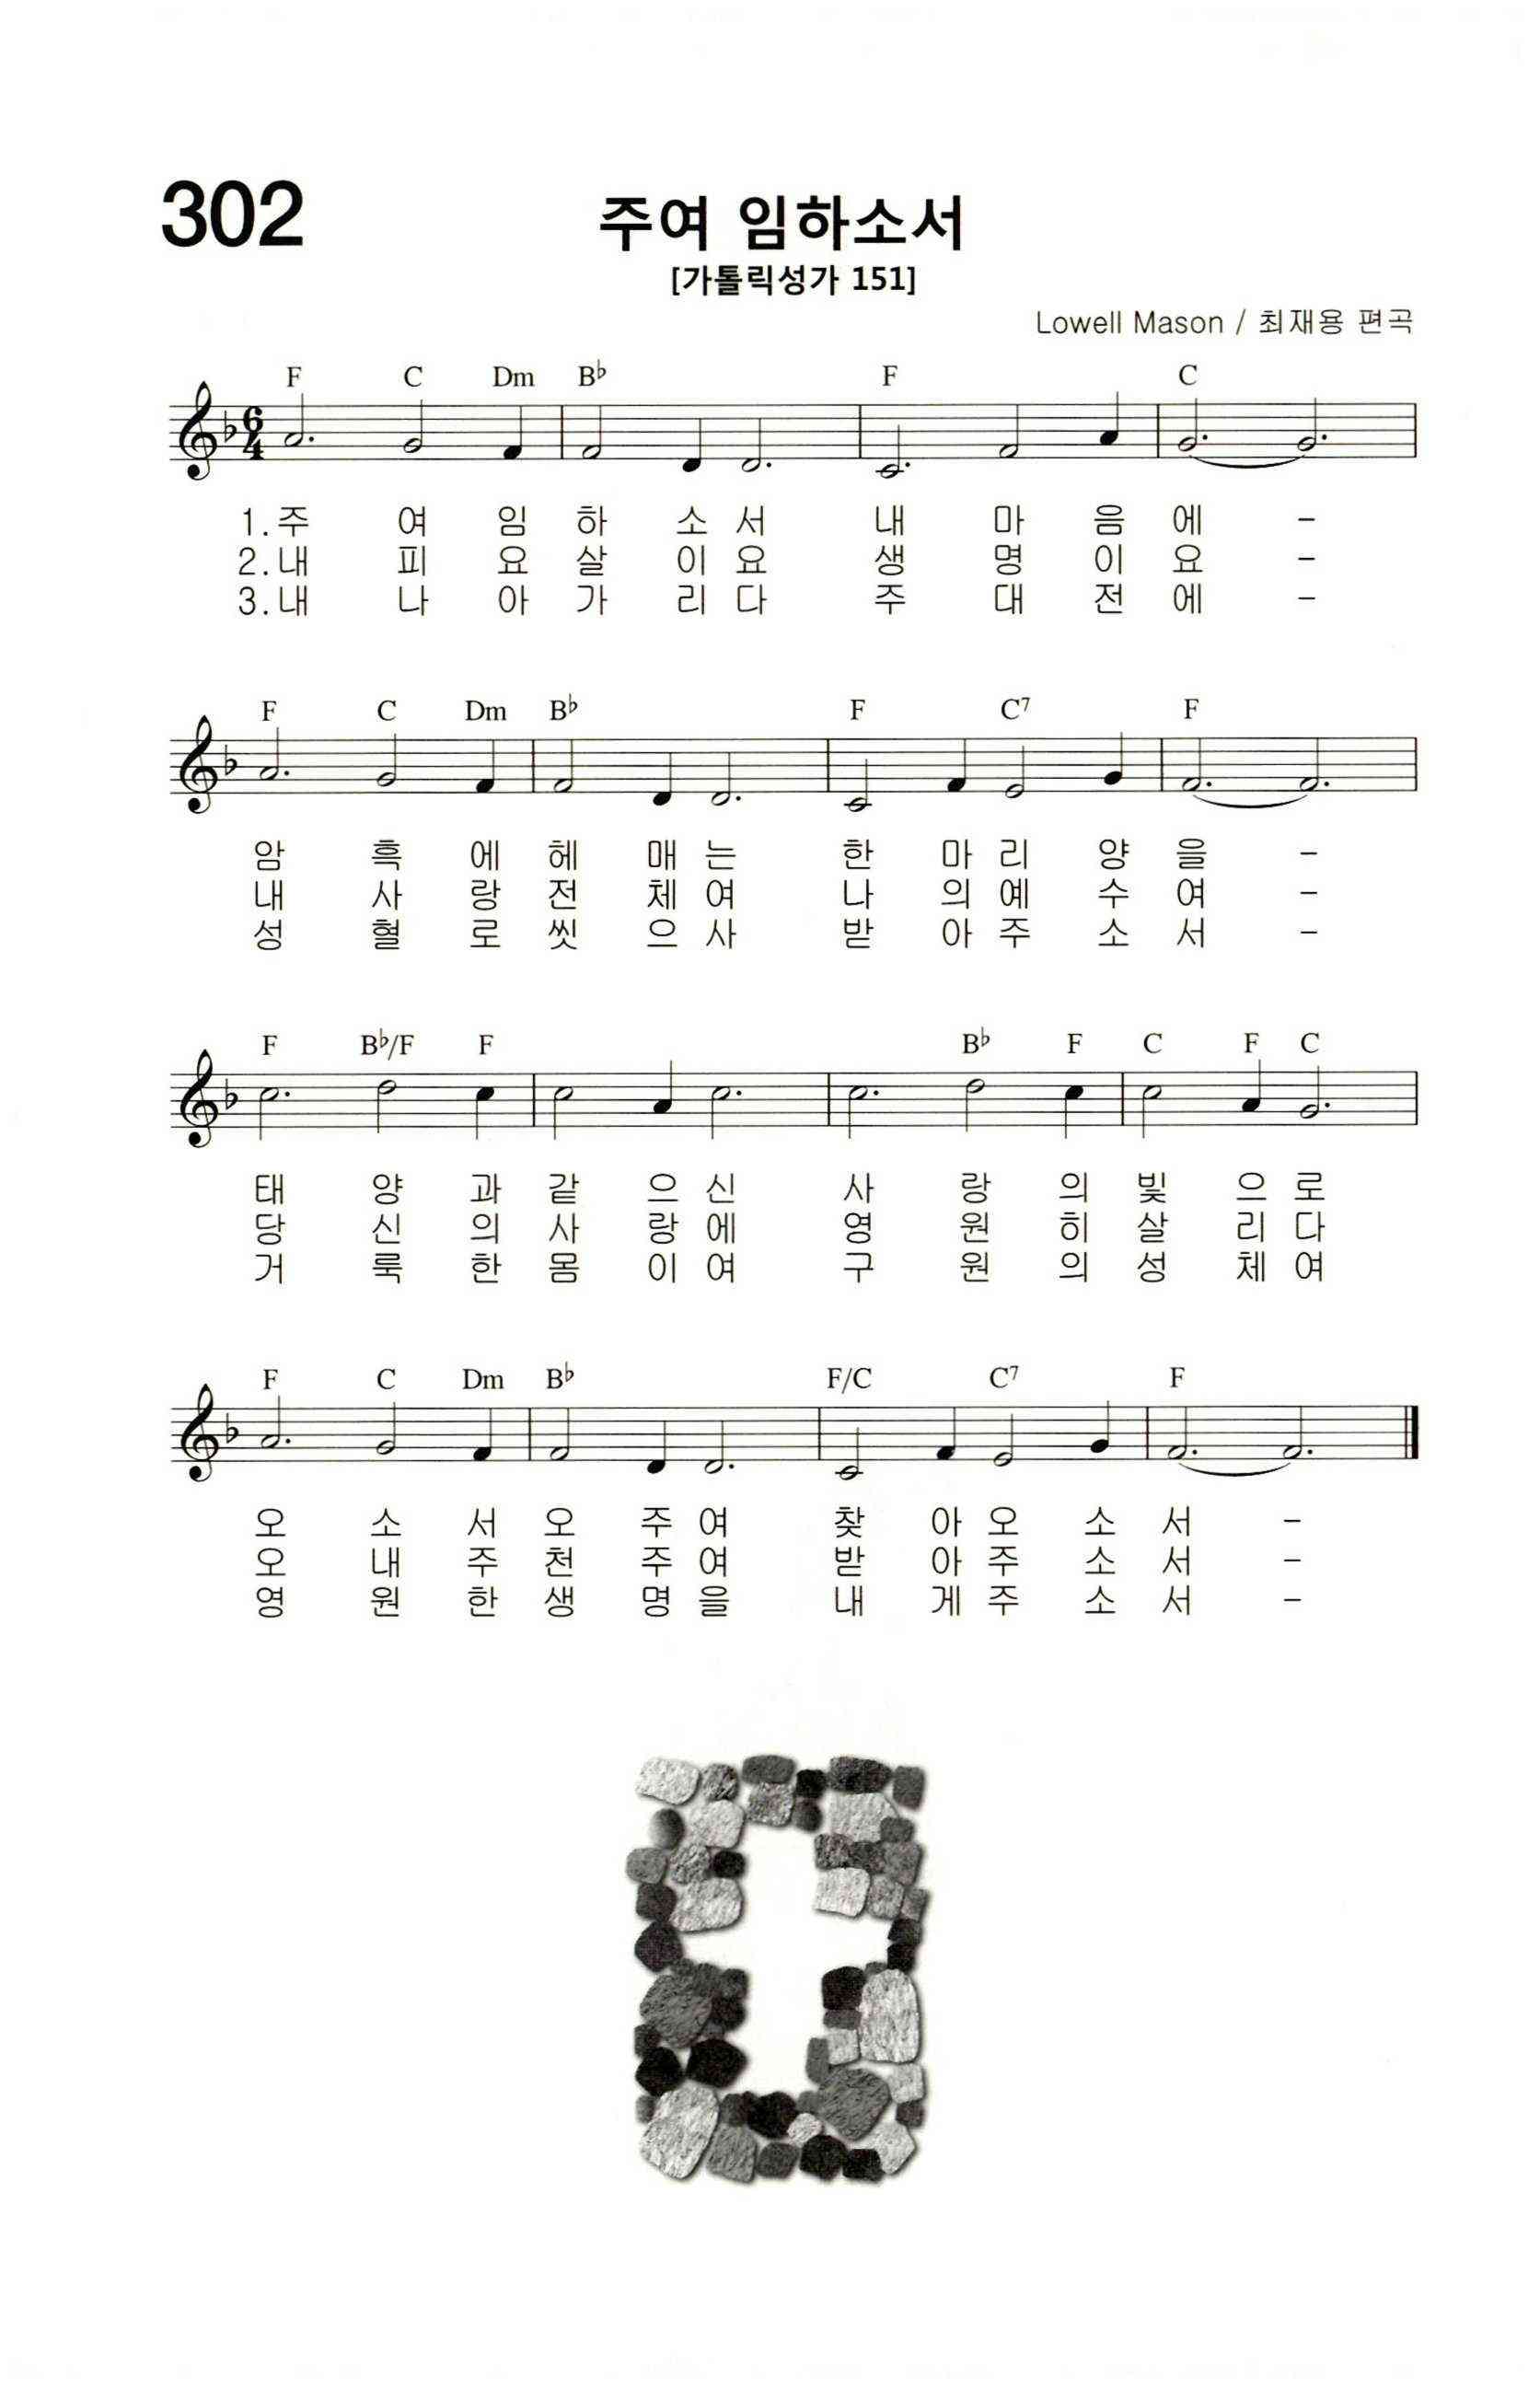 302
주여 임하소서
[가톨릭성가 151]
Lowell Mason / 최재용 편곡
F C Dm B♭ F C
6/4
1.주 여 임 하 소 서 내 마 음 에 -
2.내 피 요 살 이 요 생 명 이 요 -
3.내 나 아 가 리 다 주 대 전 에 -
F C Dm B♭ F C7 F
암 흑 에 헤 매 는 한 마 리 양 을 -
내 사 랑 전 체 여 나 의 예 수 여 -
성 혈 로 씻 으 사 받 아 주 소 서 -
F B♭/F F B♭ F C F C
태 양 과 같 으 신 사 랑 의 빛 으 로
당 신 의 사 랑 에 영 원 히 살 리 다
거 룩 한 몸 이 여 구 원 의 성 체 여
F C Dm B♭ F/C C7 F
오 소 서 오 주 여 찾 아 오 소 서 -
오 내 주 천 주 여 받 아 주 소 서 -
영 원 한 생 명 을 내 게 주 소 서 -